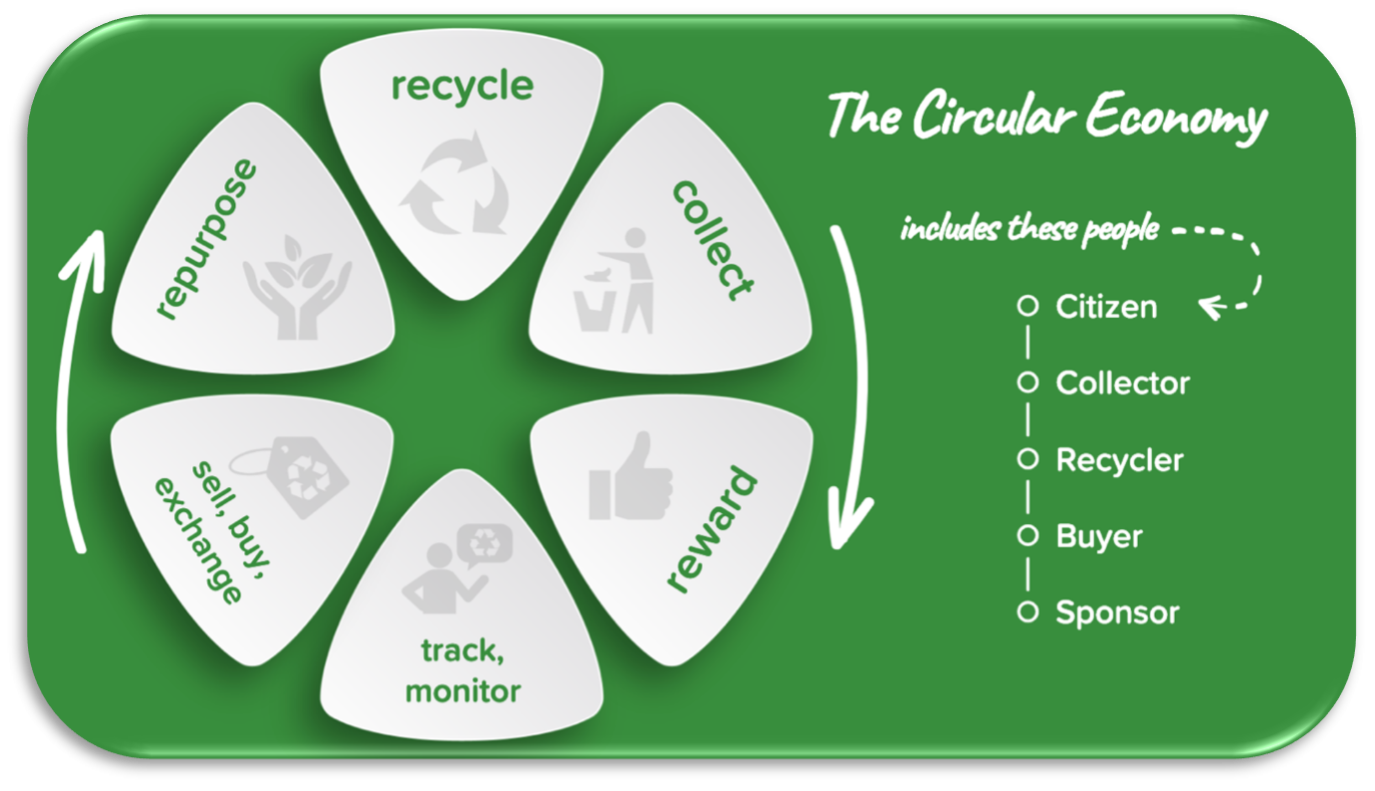 recycle
collect
reward
track,
monitor
sell, buy,
exchange
repurpose
The Circular Economy
includes these people
Citizen
Collector
Recycler
Buyer
Sponsor